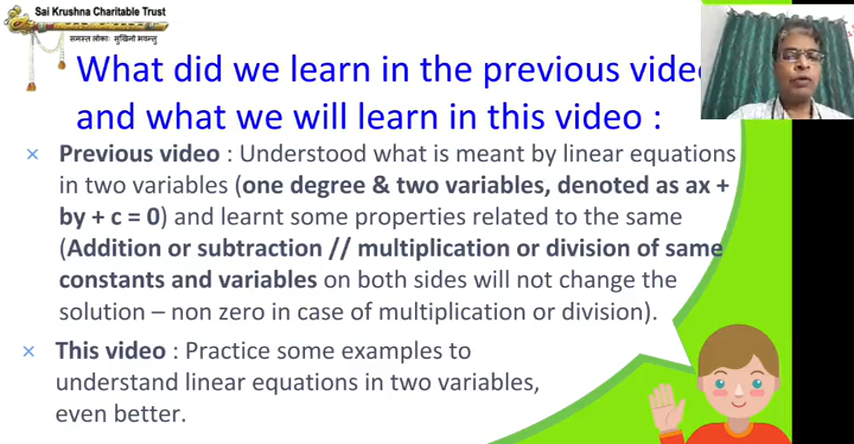 Sai Krushna Charitable Trust
समस्त लोकाः सुखिनो भवन्तु
What did we learn in the previous vide
and what we will learn in this video :
× Previous video : Understood what is meant by linear equations
in two variables (one degree & two variables, denoted as ax +
by + c = 0) and learnt some properties related to the same
(Addition or subtraction // multiplication or division of same
constants and variables on both sides will not change the
solution – non zero in case of multiplication or division).
× This video : Practice some examples to
understand linear equations in two variables,
even better.